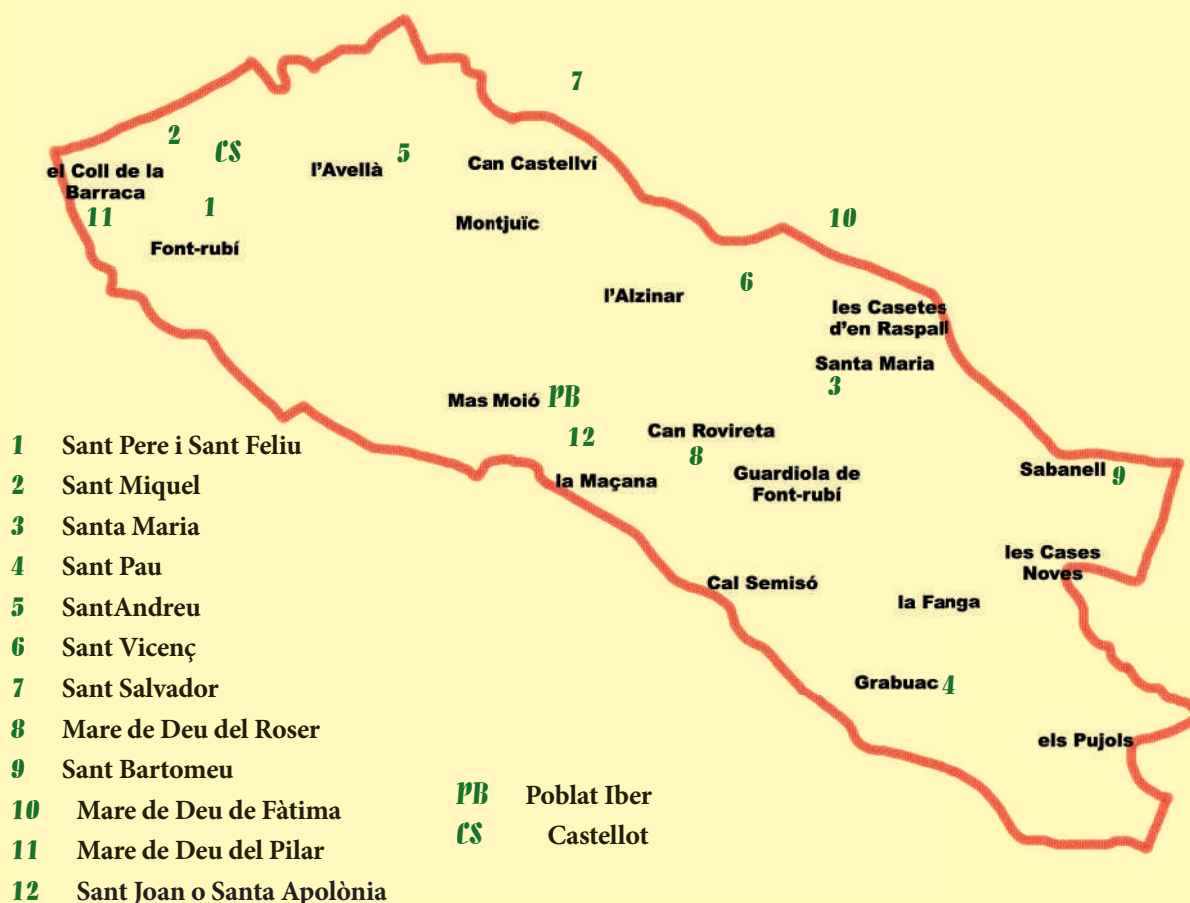 7
2
CS
5
el Coll de la
Barraca
l'Avellà
Can Castellví
11
1
Montjuïc
10
Font-rubí
6
l'Alzinar
les Casetes
d'en Raspall
Santa Maria
3
Mas Moió PB
12
Can Rovireta
8
la Maçana
Guardiola de
Font-rubí
Sabanell 9
les Cases
Noves
Cal Semisó
la Fanga
Grabuac 4
els Pujols
1 Sant Pere i Sant Feliu
2 Sant Miquel
3 Santa Maria
4 Sant Pau
5 SantAndreu
6 Sant Vicenç
7 Sant Salvador
8 Mare de Deu del Roser
9 Sant Bartomeu
10 Mare de Deu de Fàtima
11 Mare de Deu del Pilar
12 Sant Joan o Santa Apolònia
PB Poblat Iber
CS Castellot